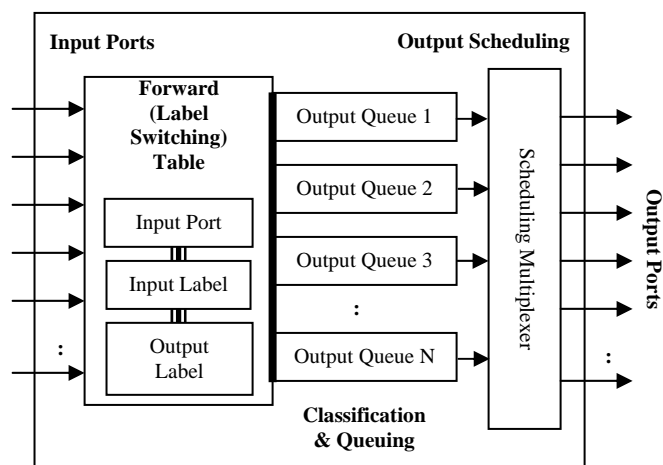 Input Ports
Output Scheduling
Forward
(Label
Switching)
Table
Input Port
Input Label
Output
Label
:
Output Queue 1
Output Queue 2
Output Queue 3
:
Output Queue N
Classification
& Queuing
Scheduling Multiplexer
:
Output Ports